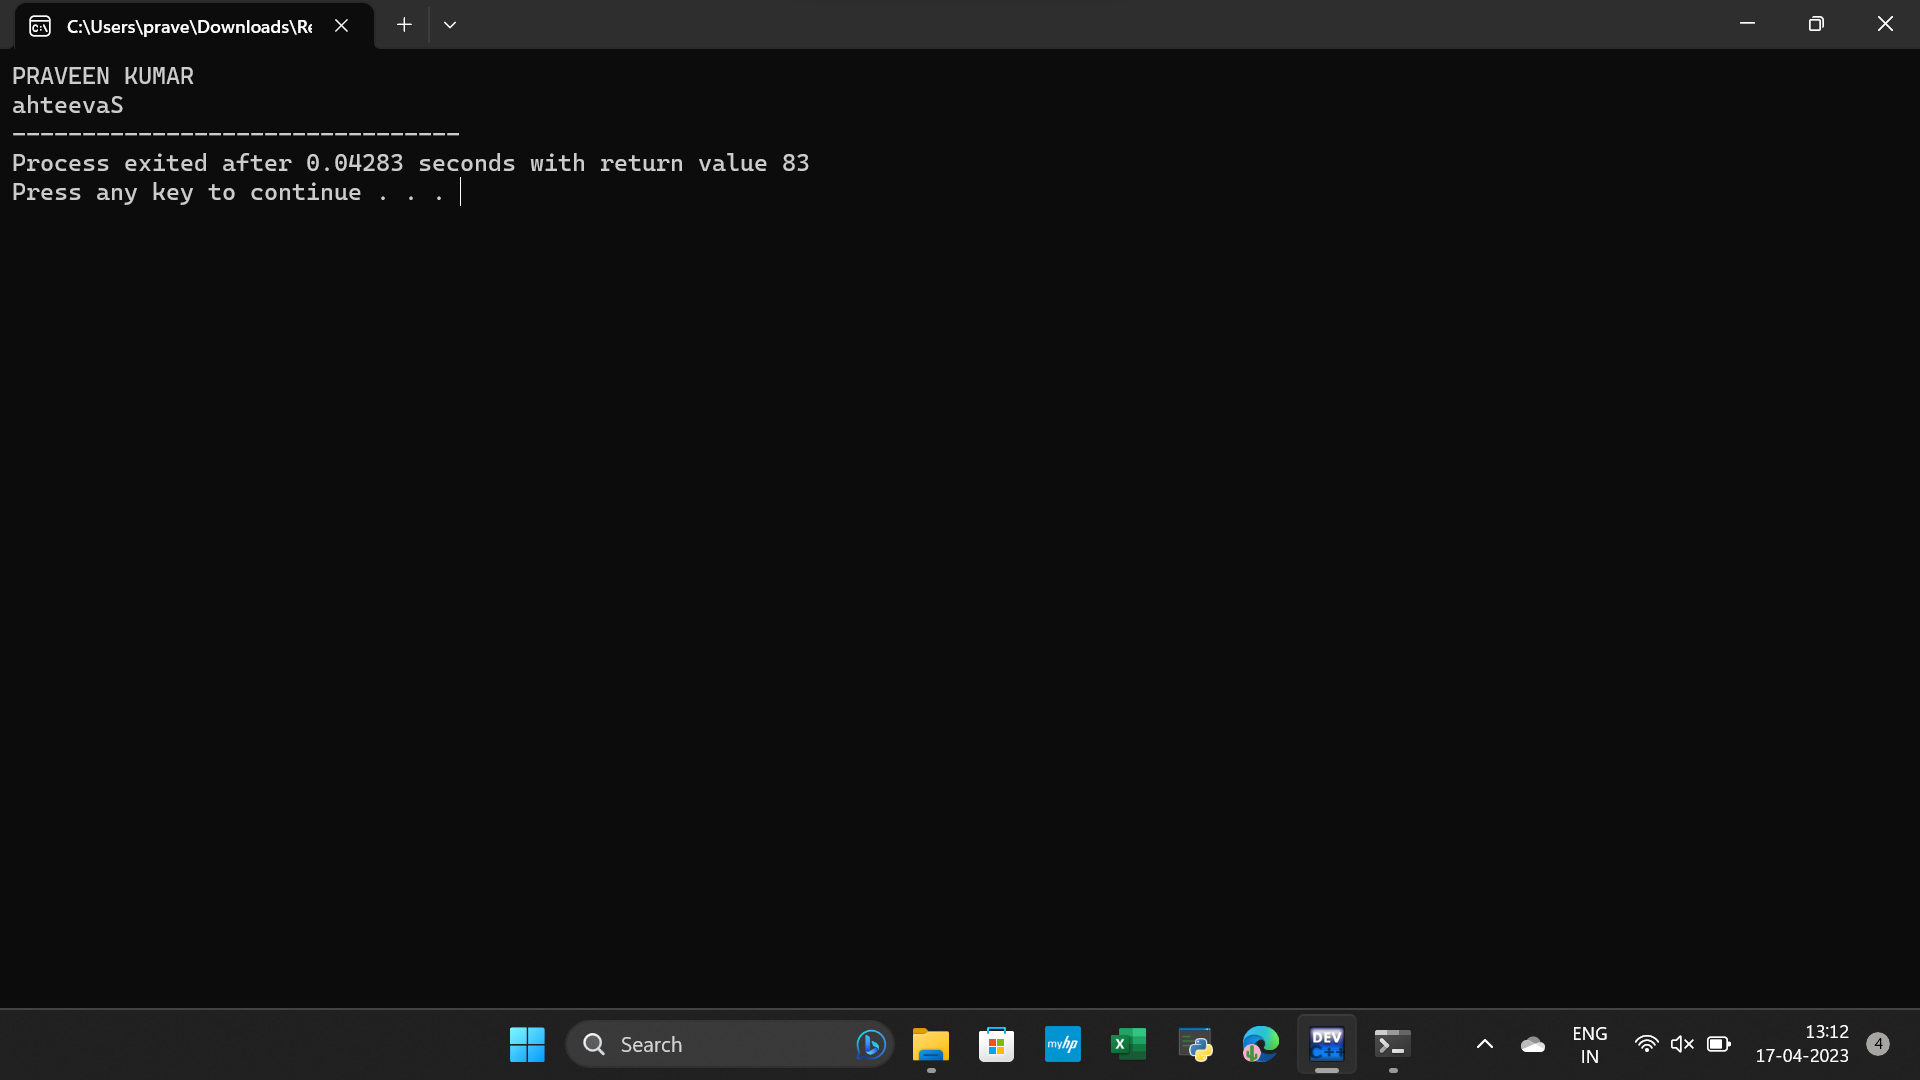 C:\Users\prave\Downloads\Re
PRAVEEN KUMAR
ahteevaS
--------------------------------
Process exited after 0.04283 seconds with return value 83
Press any key to continue . . .
Search
myhp
X
DEV
C++
ENG
IN
13:12
17-04-2023
4